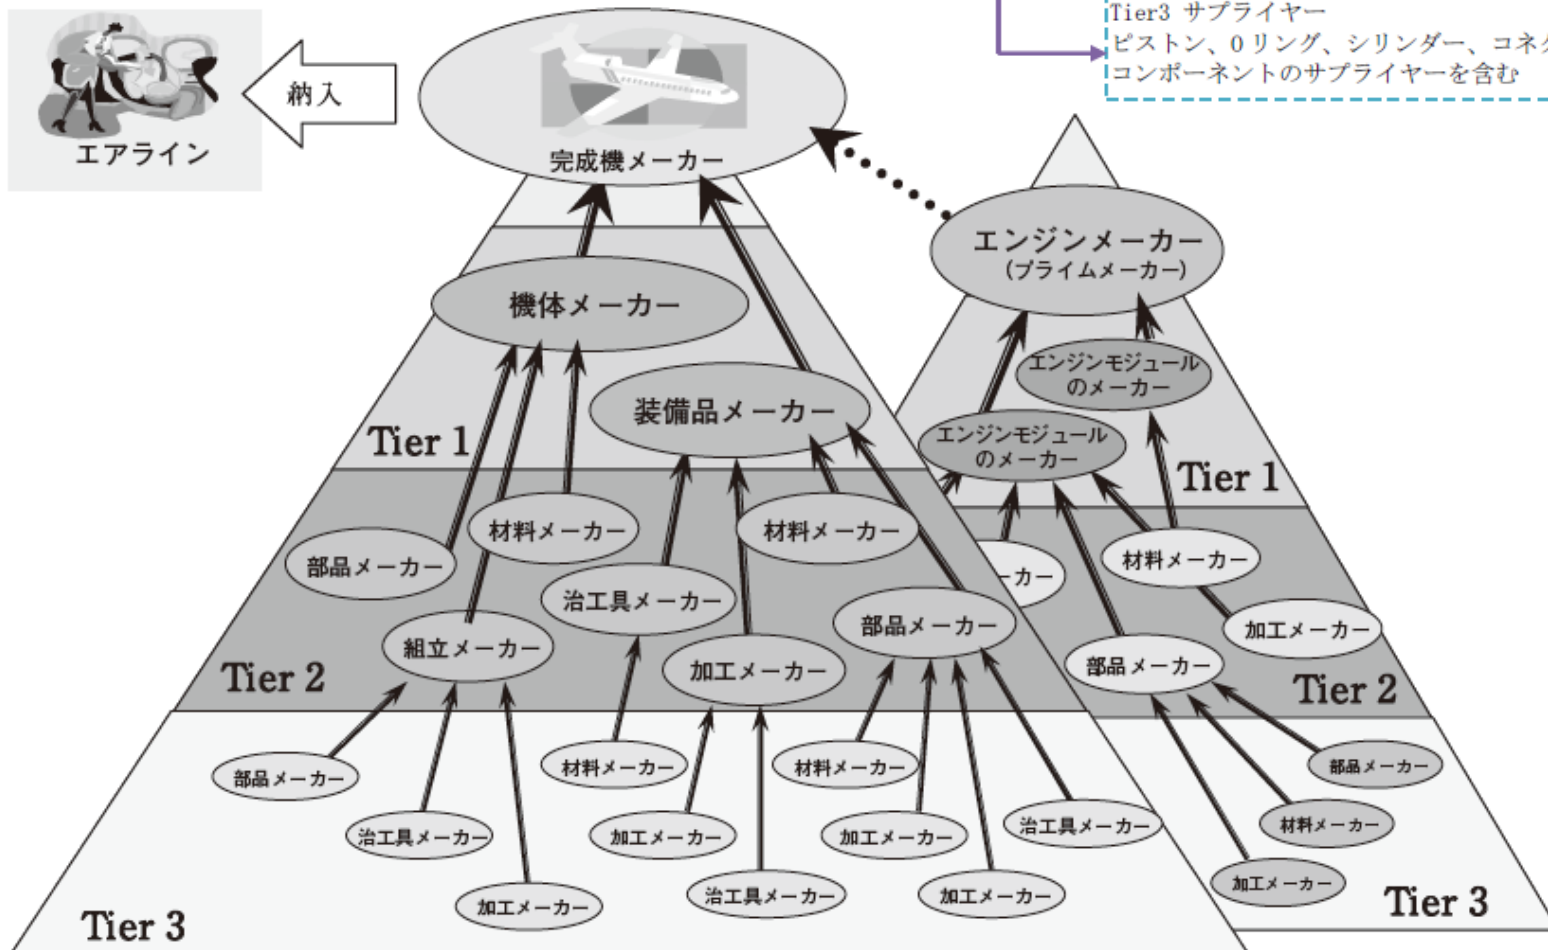 Tier3 サプライヤー
ピストン、Oリング、シリンダー、コネク
コンポーネントのサプライヤーを含む
エアライン
納入
完成機メーカー
エンジンメーカー
(プライムメーカー)
機体メーカー
エンジンモジュール
のメーカー
装備品メーカー
エンジンモジュール
のメーカー
Tier 1
Tier 1
部品メーカー
材料メーカー
材料メーカー
ーカー
材料メーカー
治工具メーカー
組立メーカー
加工メーカー
部品メーカー
部品メーカー
加工メーカー
Tier 2
Tier 2
部品メーカー
材料メーカー
材料メーカー
部品メーカー
治工具メーカー
加工メーカー
加工メーカー
治工具メーカー
材料メーカー
加工メーカー
治工具メーカー
加工メーカー
加工メーカー
Tier 3
Tier 3